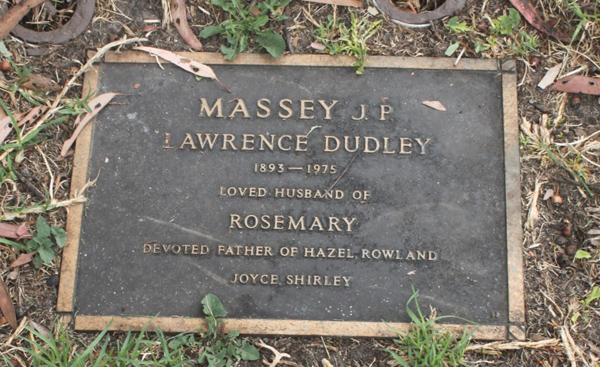 MASSEY J.P.
LAWRENCE DUDLEY
1893 — 1975
LOVED HUSBAND OF
ROSEMARY
DEVOTED FATHER OF HAZEL, ROWLAND
JOYCE, SHIRLEY